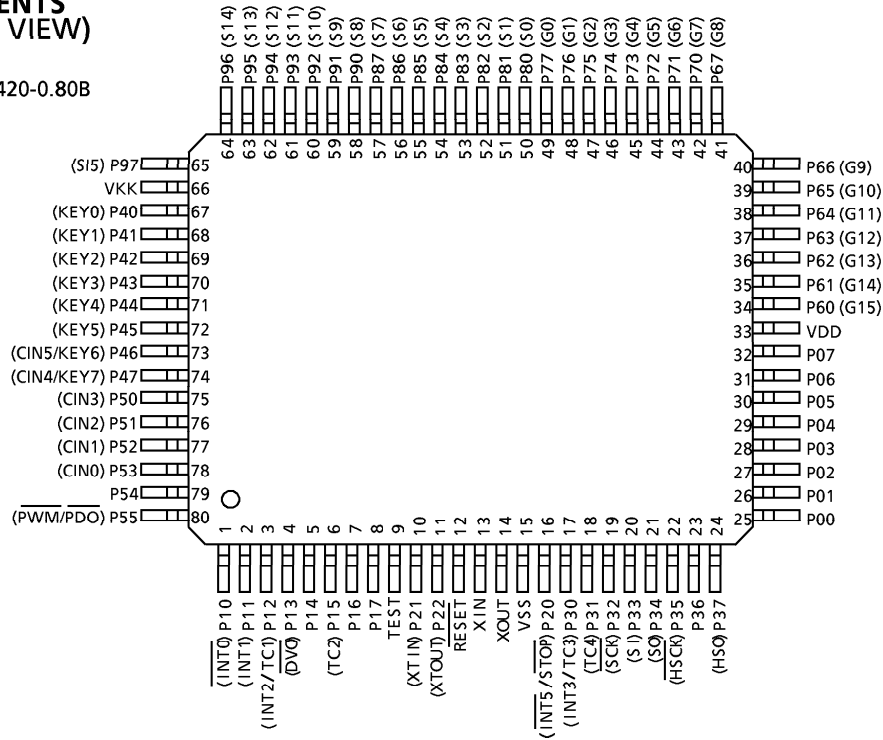 ENTS
VIEW)
420-0.80B
P96 (S14)
P95 (S13)
P94 (S12)
P93 (S11)
P92 (S10)
P91 (S9)
P90 (S8)
P87 (S7)
P86 (S6)
P85 (S5)
P84 (S4)
P83 (S3)
P82 (S2)
P81 (S1)
P80 (S0)
P77 (G0)
P76 (G1)
P75 (G2)
P74 (G3)
P73 (G4)
P72 (G5)
P71 (G6)
P70 (G7)
P67 (G8)
64 63 62 61 60 59 58 57 56 55 54 53 52 51 50 49 48 47 46 45 44 43 42 41
(SI5) P97 65
VKK 66
(KEY0) P40 67
(KEY1) P41 68
(KEY2) P42 69
(KEY3) P43 70
(KEY4) P44 71
(KEY5) P45 72
(CIN5/KEY6) P46 73
(CIN4/KEY7) P47 74
(CIN3) P50 75
(CIN2) P51 76
(CIN1) P52 77
(CIN0) P53 78
P54 79
(PWM/PDO) P55 80
40 P66 (G9)
39 P65 (G10)
38 P64 (G11)
37 P63 (G12)
36 P62 (G13)
35 P61 (G14)
34 P60 (G15)
33 VDD
32 P07
31 P06
30 P05
29 P04
28 P03
27 P02
26 P01
25 P00
1 2 3 4 5 6 7 8 9 10 11 12 13 14 15 16 17 18 19 20 21 22 23 24
(INT0) P10
(INT1) P11
(INT2/TC1) P12
(DVO) P13
P14
(TC2) P15
P16
P17
TEST
(XTIN) P21
(XTOUT) P22
RESET
XIN
XOUT
VSS
(INT5/STOP) P20
(INT3/TC3) P30
(TC4) P31
(SCK) P32
(SI) P33
(SO) P34
(HSCK) P35
P36
(HSO) P37